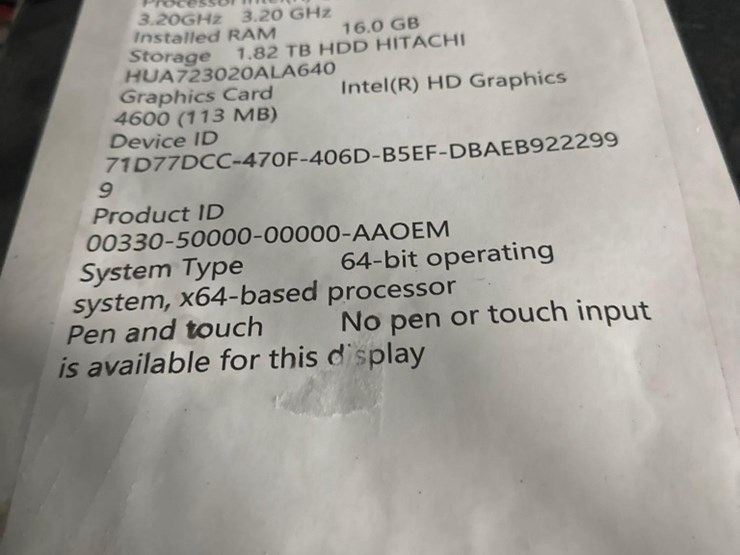 Processor
3.20GHz 3.20 GHz
Installed RAM 16.0 GB
Storage 1.82 TB HDD HITACHI
HUA723020ALA640
Graphics Card Intel(R) HD Graphics
4600 (113 MB)
Device ID
71D77DCC-470F-406D-B5EF-DBAEB922299
9
Product ID
00330-50000-00000-AAOEM
System Type 64-bit operating
system, x64-based processor
Pen and touch No pen or touch input
is available for this display